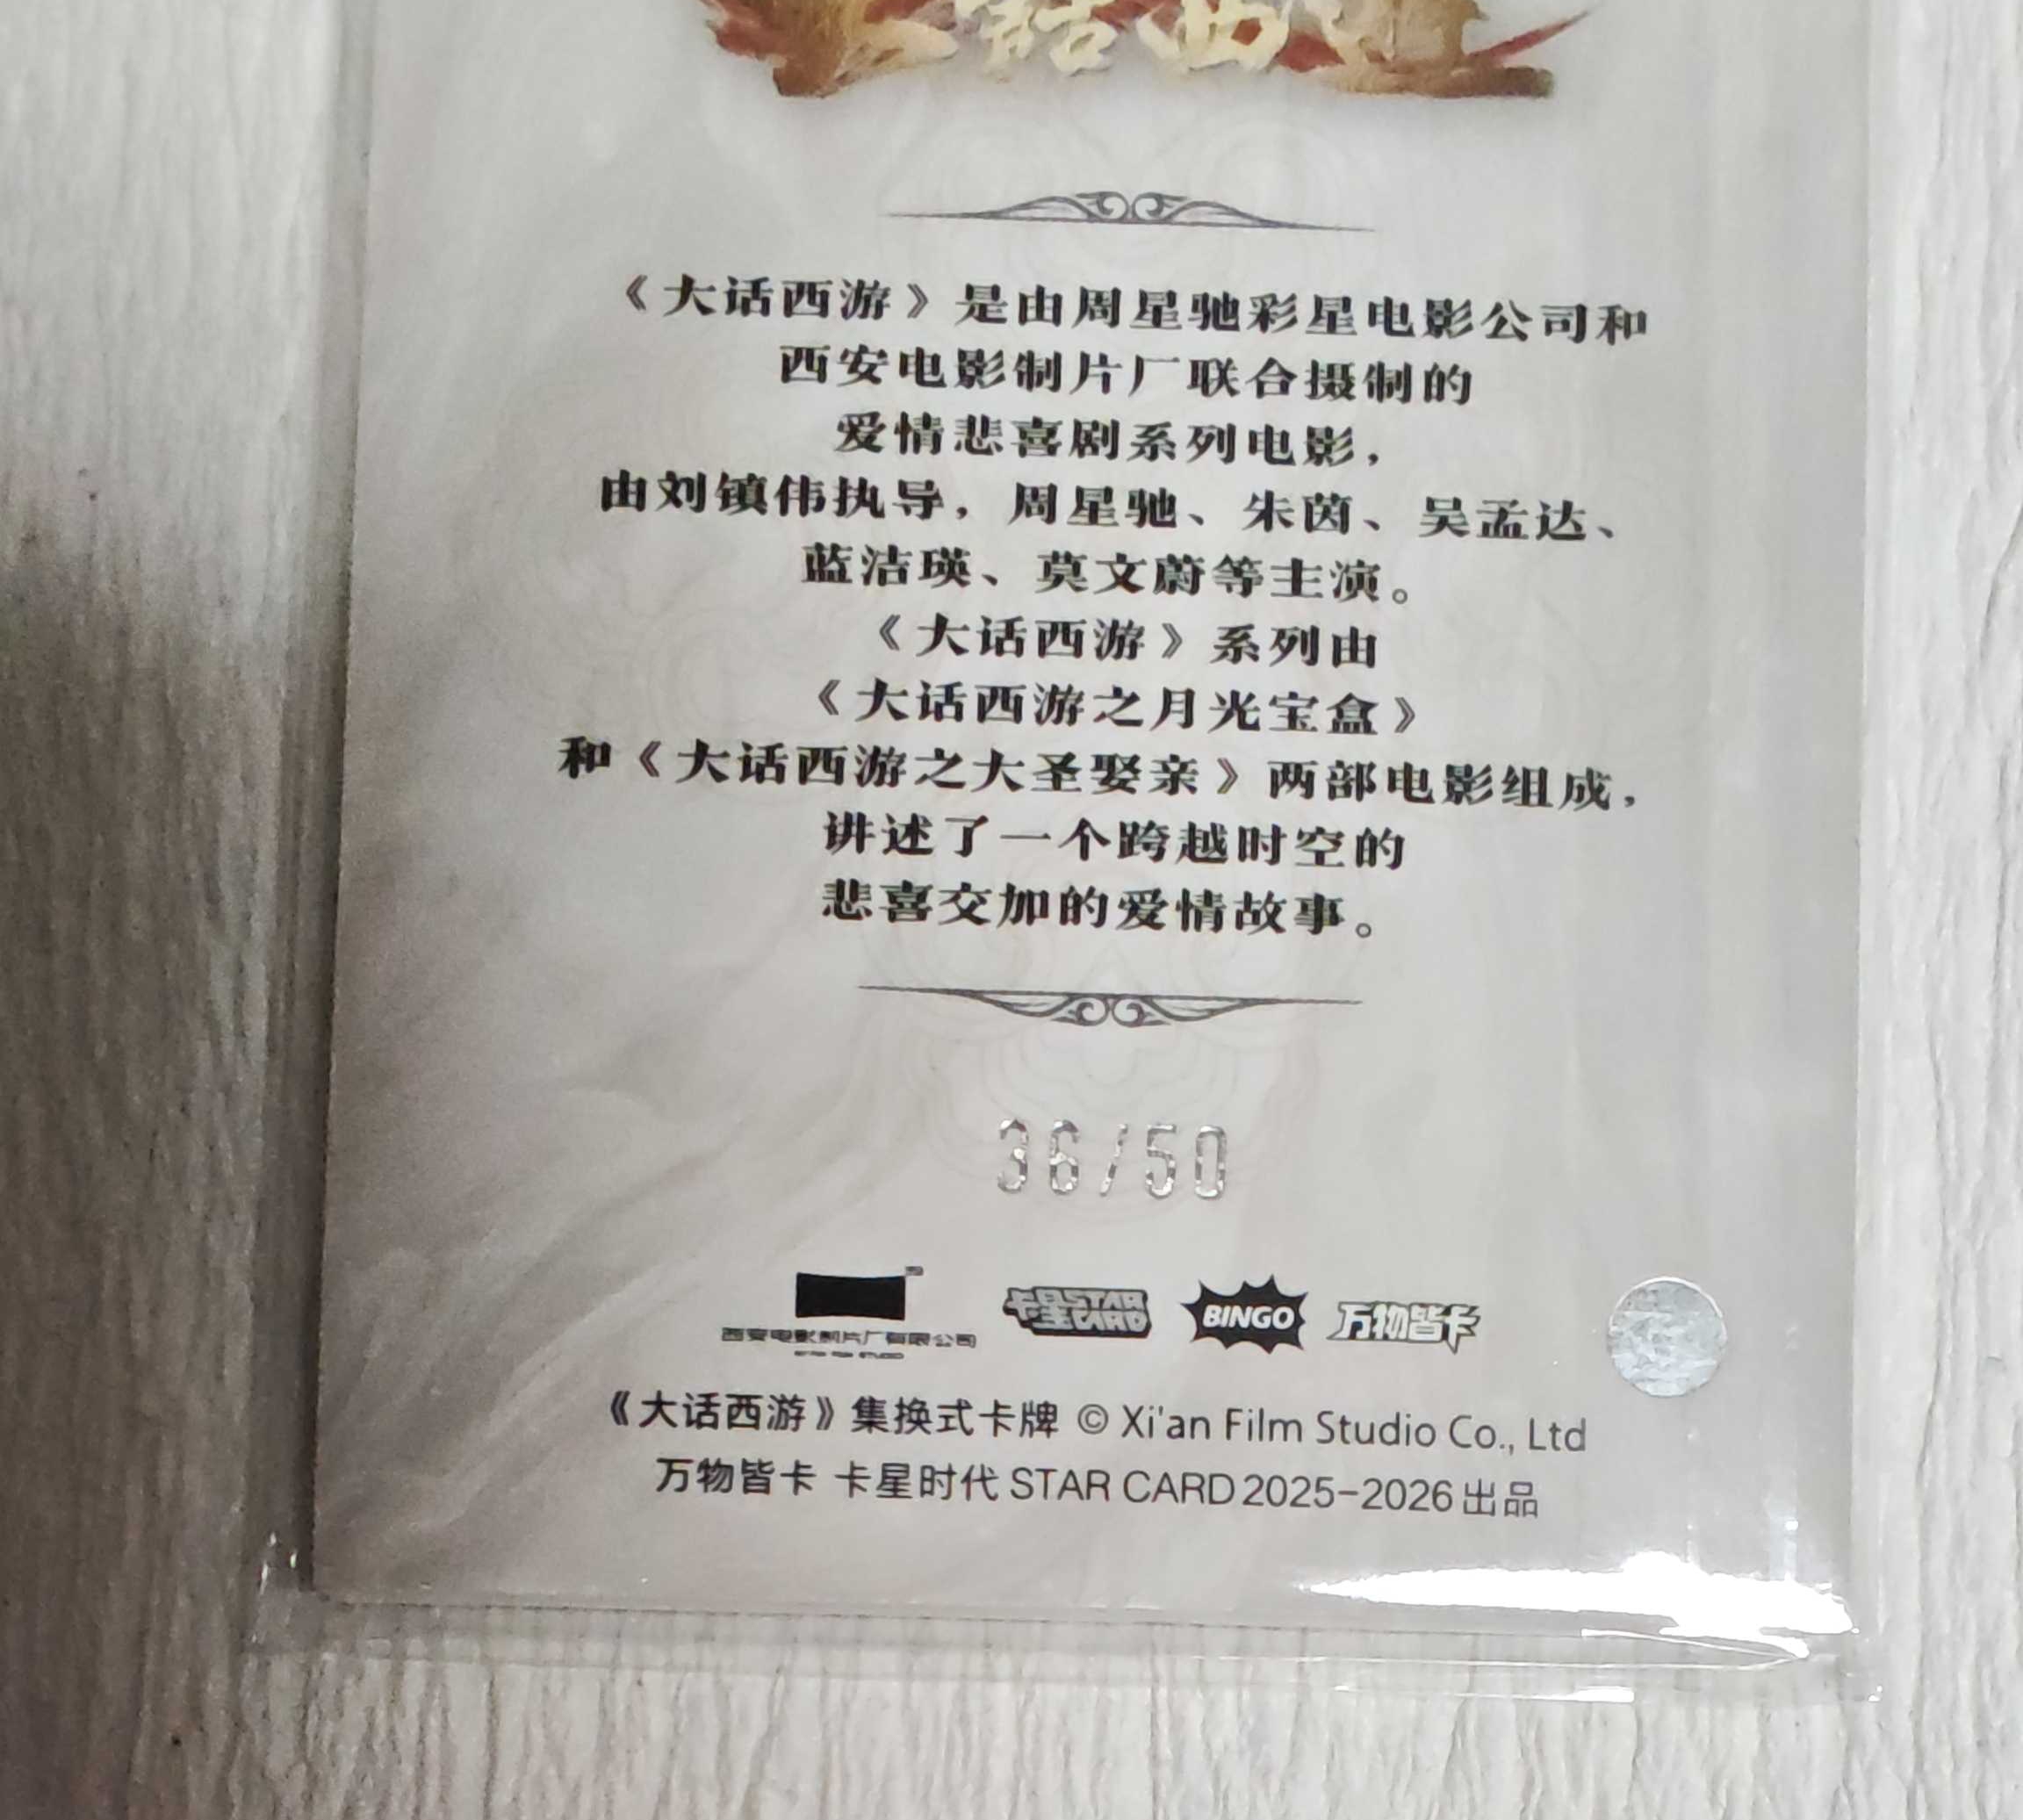 大話西遊
《大话西游》是由周星驰彩星电影公司和
西安电影制片厂联合摄制的
爱情悲喜剧系列电影，
由刘镇伟执导，周星驰、朱茵、吴孟达、
蓝洁瑛、莫文蔚等主演。
《大话西游》系列由
《大话西游之月光宝盒》
和《大话西游之大圣娶亲》两部电影组成，
讲述了一个跨越时空的
悲喜交加的爱情故事。
36/50
西安电影制片厂有限公司
卡星STAR CARD
BINGO
万物皆卡
《大话西游》集换式卡牌 © Xi'an Film Studio Co., Ltd
万物皆卡 卡星时代 STAR CARD 2025-2026 出品